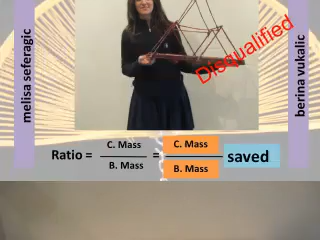 melisa seferagic
Disqualified
berina vukalic
Ratio = C. Mass / B. Mass = C. Mass / B. Mass saved